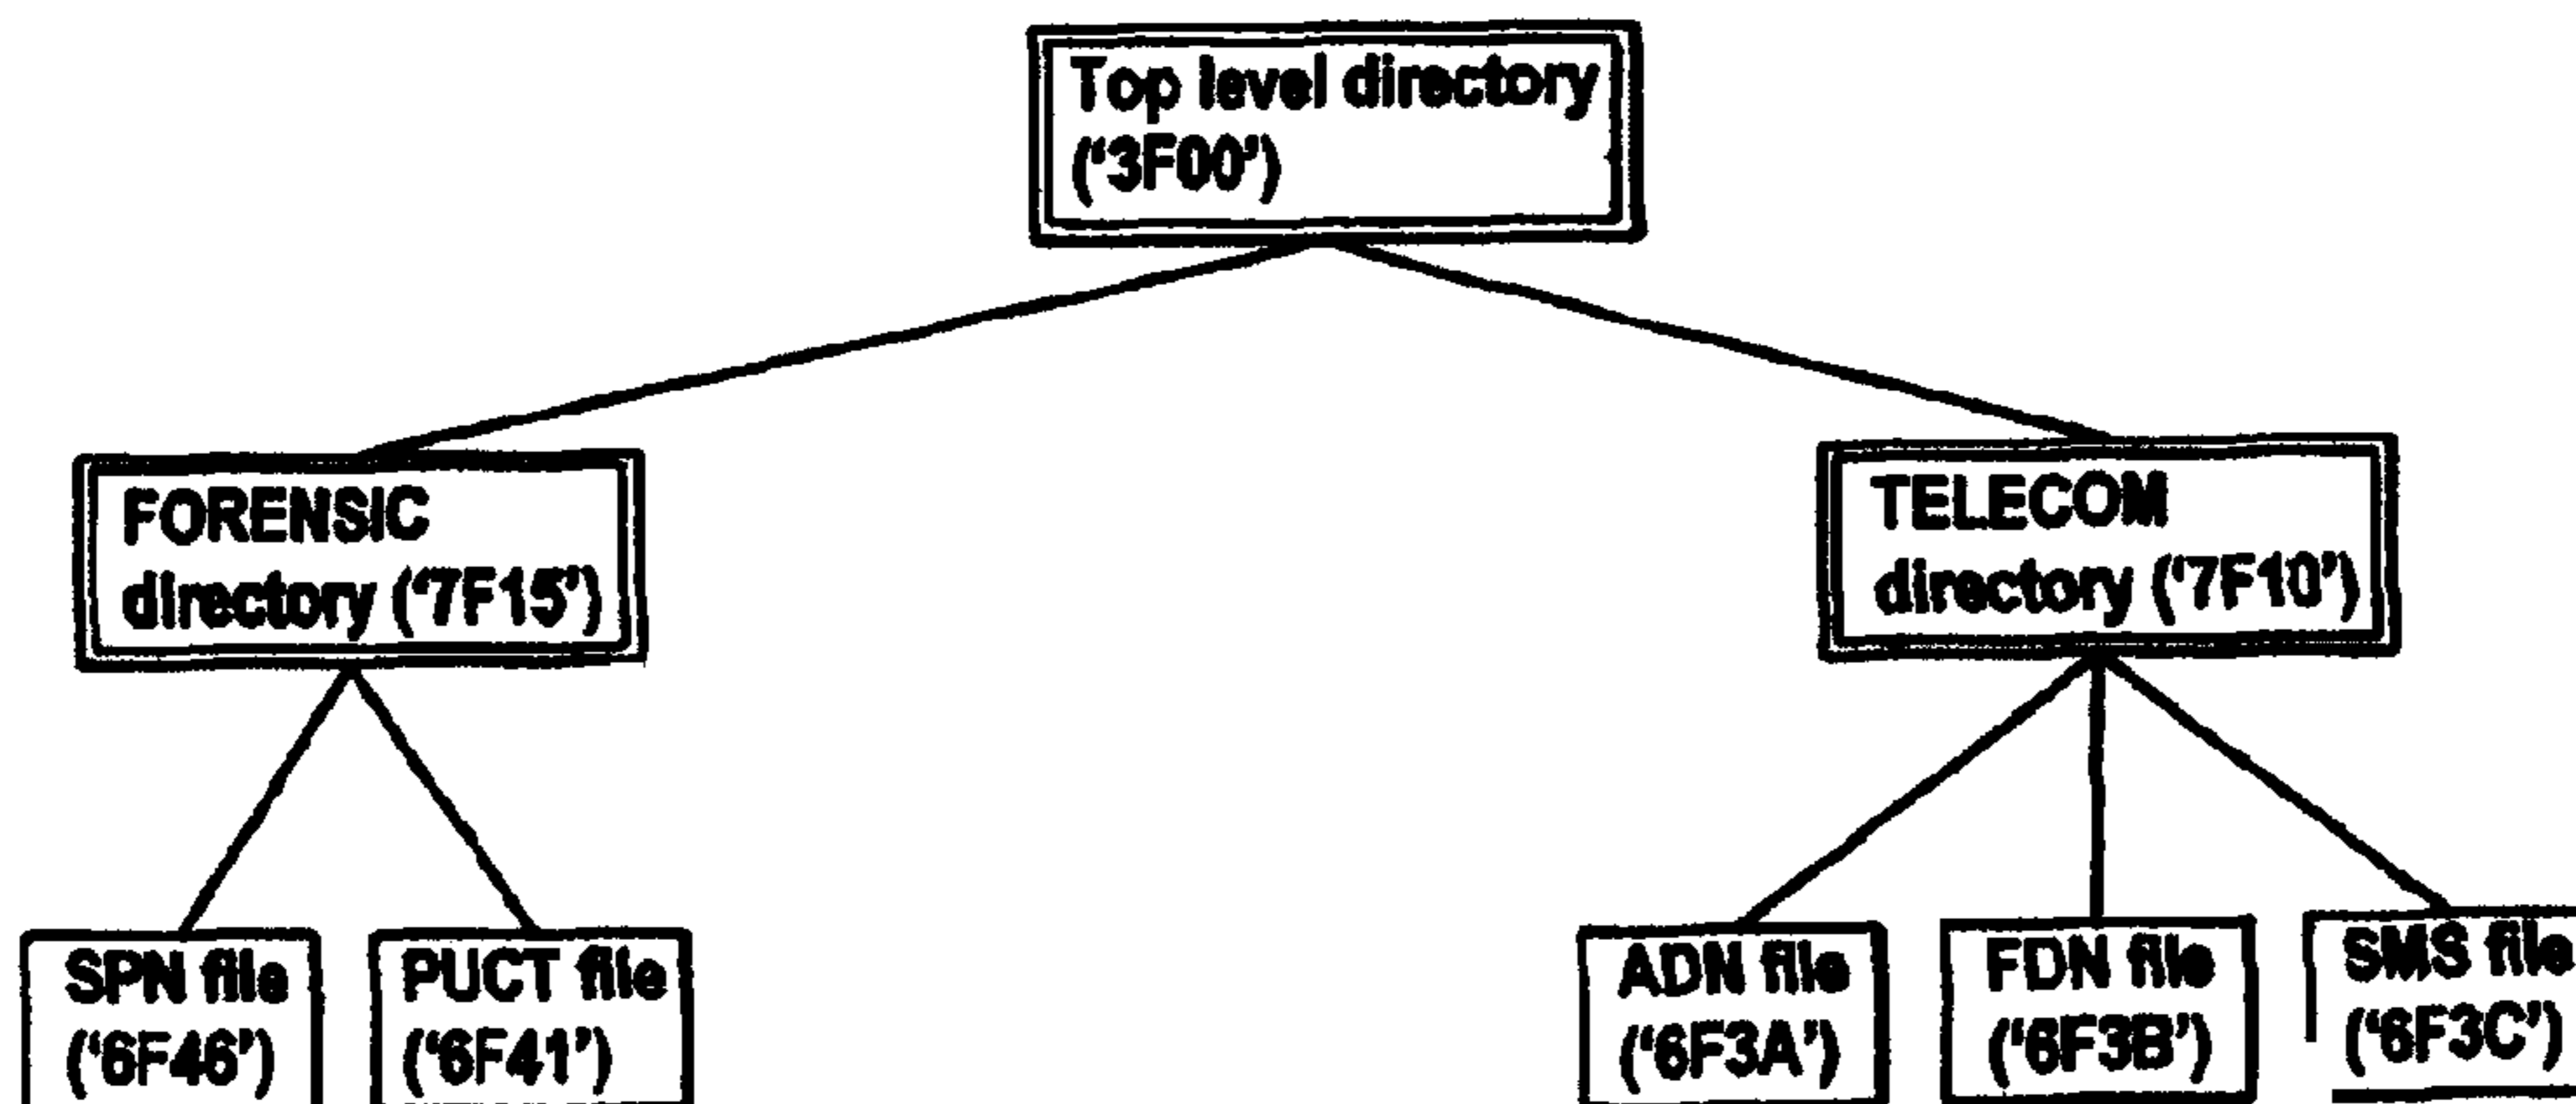 Top level directory
('3F00')
FORENSIC
directory ('7F15')
TELECOM
directory ('7F10')
SPN file
('6F46')
PUCT file
('6F41')
ADN file
('6F3A')
FDN file
('6F3B')
SMS file
('6F3C')